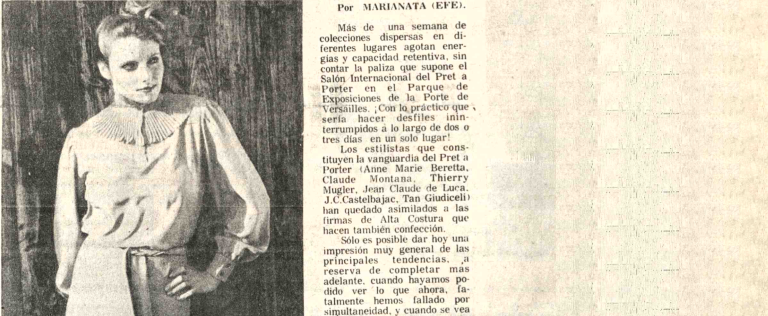 Por MARIANATA (EFE).
Más de una semana de
colecciones dispersas en di-
ferentes lugares agotan ener-
gías y capacidad retentiva, sin
contar la paliza que supone el
Salón Internacional del Pret a
Porter en el Parque de
Exposiciones de la Porte de
Versailles. ¡Con lo práctico que
sería hacer desfiles inin-
terrumpidos a lo largo de dos o
tres días en un solo lugar!
Los estilistas que cons-
tituyen la vanguardia del Pret a
Porter (Anne Marie Beretta,
Claude Montana, Thierry
Mugler, Jean Claude de Luca,
J.C.Castelbajac, Tan Giudiceli)
han quedado asimilados a las
firmas de Alta Costura que
hacen también confección.
Sólo es posible dar hoy una
impresión muy general de las
principales tendencias, a
reserva de completar mas
adelante, cuando hayamos po-
dido ver lo que ahora, fa-
talmente hemos fallado por
simultaneidad, y cuando se vea